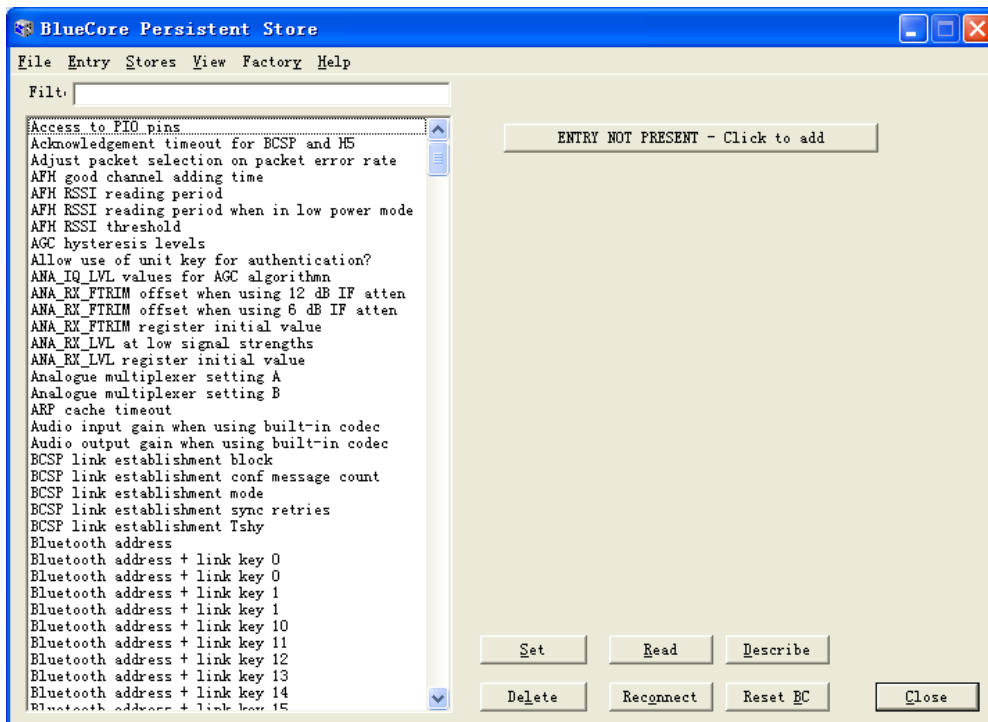 BlueCore Persistent Store
File Entry Stores View Factory Help
Filt
Access to PIO pins
Acknowledgement timeout for BCSP and H5
Adjust packet selection on packet error rate
AFH good channel adding time
AFH RSSI reading period
AFH RSSI reading period when in low power mode
AFH RSSI threshold
AGC hysteresis levels
Allow use of unit key for authentication?
ANA_IQ_LVL values for AGC algorithmn
ANA_RX_FTRIM offset when using 12 dB IF atten
ANA_RX_FTRIM offset when using 6 dB IF atten
ANA_RX_FTRIM register initial value
ANA_RX_LVL at low signal strengths
ANA_RX_LVL register initial value
Analogue multiplexer setting A
Analogue multiplexer setting B
ARP cache timeout
Audio input gain when using built-in codec
Audio output gain when using built-in codec
BCSP link establishment block
BCSP link establishment conf message count
BCSP link establishment mode
BCSP link establishment sync retries
BCSP link establishment Tshy
Bluetooth address
Bluetooth address + link key 0
Bluetooth address + link key 0
Bluetooth address + link key 1
Bluetooth address + link key 1
Bluetooth address + link key 10
Bluetooth address + link key 11
Bluetooth address + link key 12
Bluetooth address + link key 13
Bluetooth address + link key 14
Bluetooth address + link key 15
ENTRY NOT PRESENT - Click to add
Set Read Describe
Delete Reconnect Reset BC Close